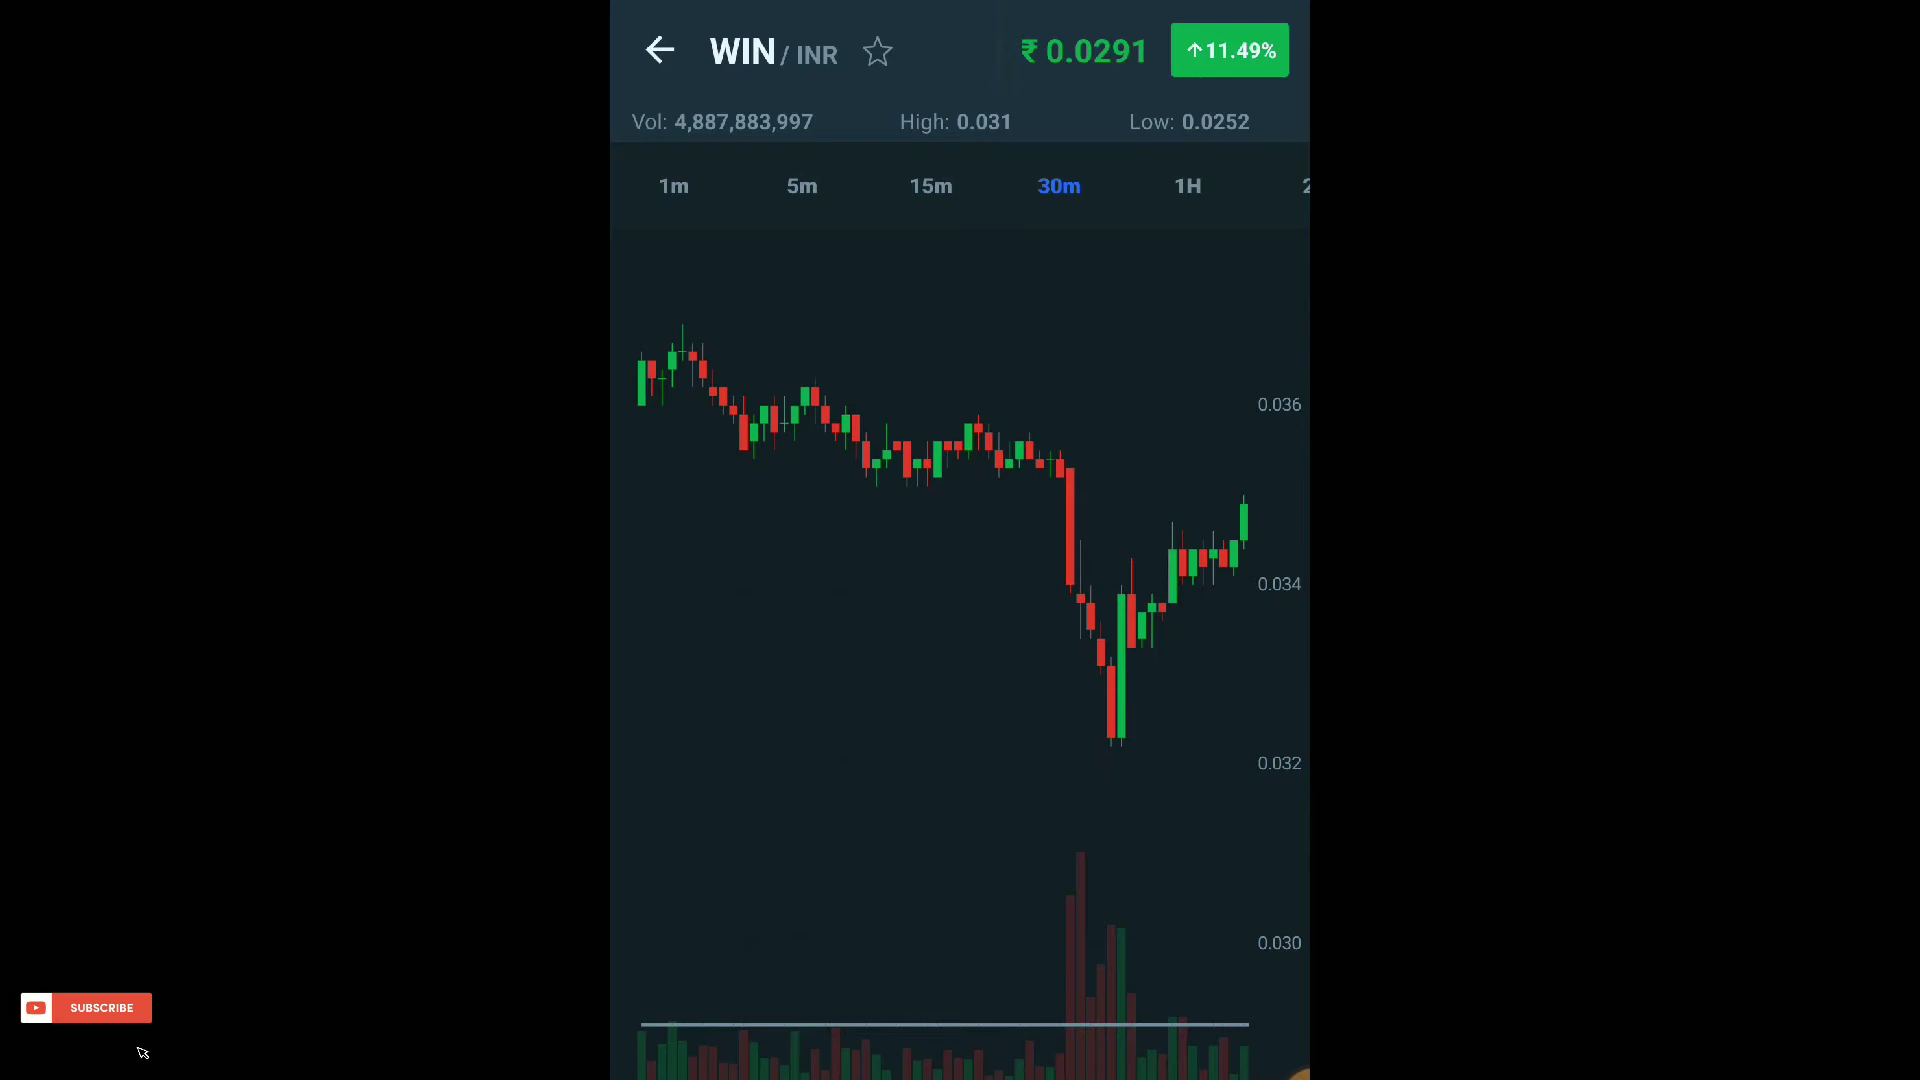 WIN / INR ₹ 0.0291 ↑11.49%
Vol: 4,887,883,997 High: 0.031 Low: 0.0252
1m 5m 15m 30m 1H 2
0.036
0.034
0.032
0.030
SUBSCRIBE